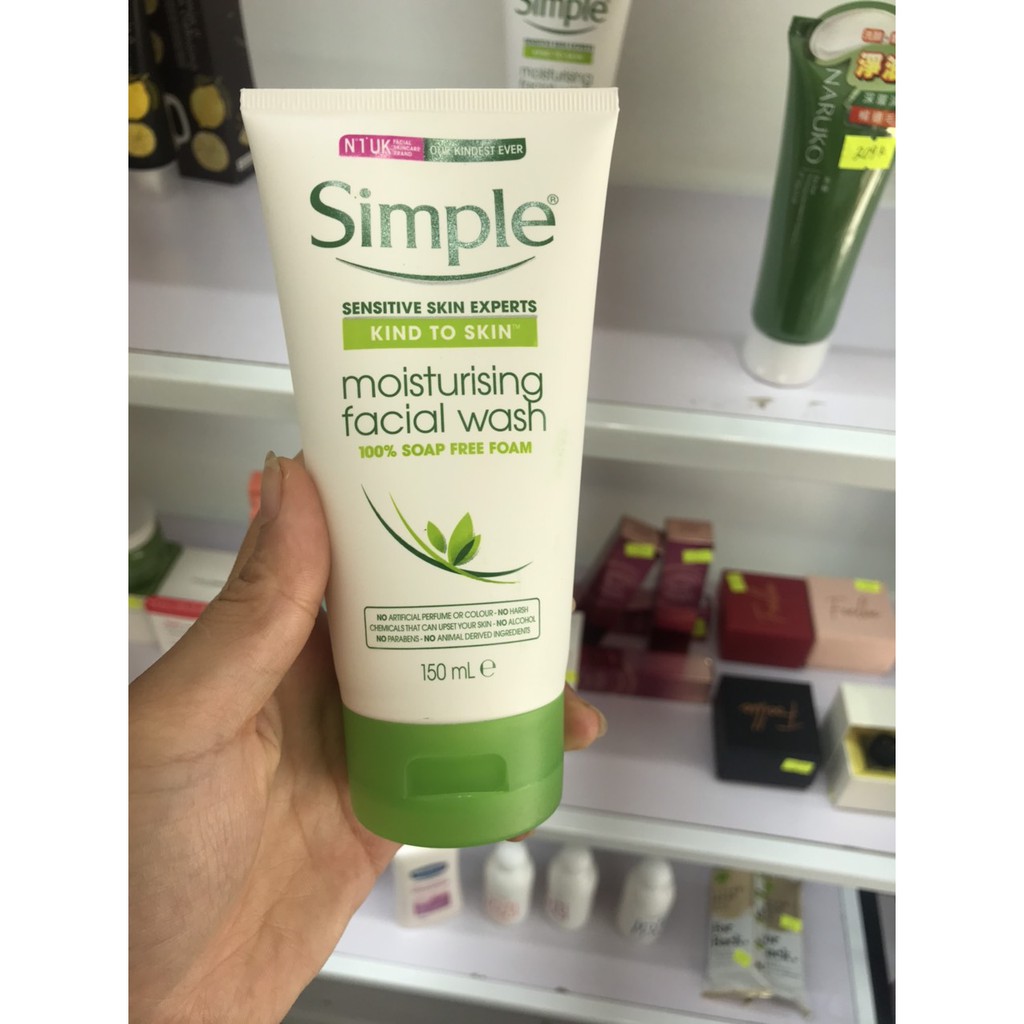 Simple
moisturising
N°1 UK FACIAL SKINCARE BRAND OUR KINDEST EVER
Simple®
SENSITIVE SKIN EXPERTS
KIND TO SKIN™
moisturising
facial wash
100% SOAP FREE FOAM
NO ARTIFICIAL PERFUME OR COLOUR - NO HARSH
CHEMICALS THAT CAN UPSET YOUR SKIN - NO ALCOHOL
NO PARABENS - NO ANIMAL DERIVED INGREDIENTS
150 mL e
NARUKO